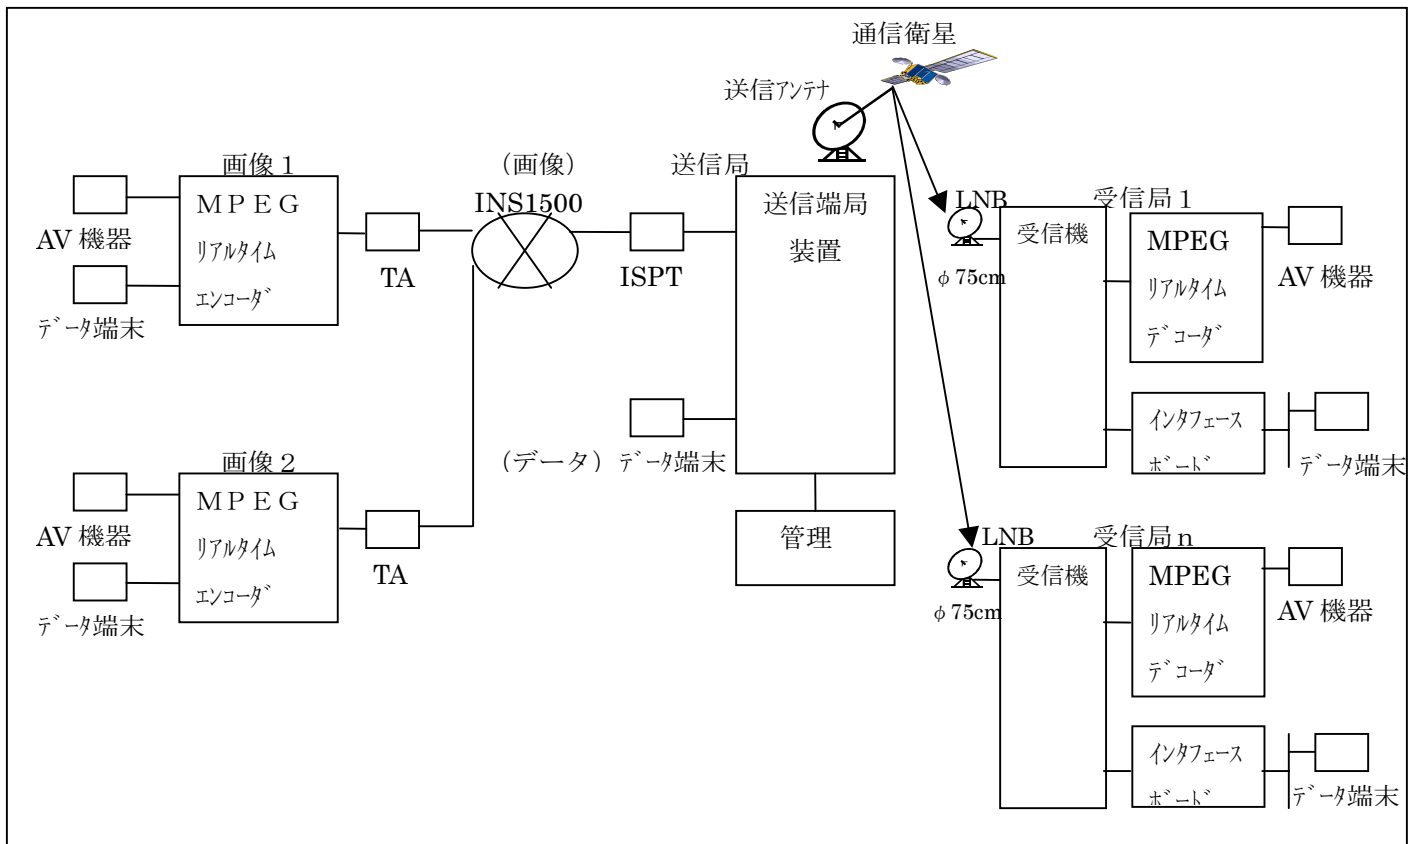 通信衛星
送信ｱﾝﾃﾅ
画像１
ＭＰＥＧ
ﾘｱﾙﾀｲﾑ
ｴﾝｺｰﾀﾞ
AV 機器
ﾃﾞｰﾀ端末
TA
（画像）
INS1500
ISPT
送信局
送信端局
装置
（データ）
ﾃﾞｰﾀ端末
管理
画像２
ＭＰＥＧ
ﾘｱﾙﾀｲﾑ
ｴﾝｺｰﾀﾞ
AV 機器
ﾃﾞｰﾀ端末
TA
LNB
φ75cm
受信局１
受信機
MPEG
ﾘｱﾙﾀｲﾑ
ﾃﾞｺｰﾀﾞ
AV 機器
ｲﾝﾀﾌｪｰｽ
ﾎﾞｰﾄﾞ
ﾃﾞｰﾀ端末
LNB
φ75cm
受信局ｎ
受信機
MPEG
ﾘｱﾙﾀｲﾑ
ﾃﾞｺｰﾀﾞ
AV 機器
ｲﾝﾀﾌｪｰｽ
ﾎﾞｰﾄﾞ
ﾃﾞｰﾀ端末